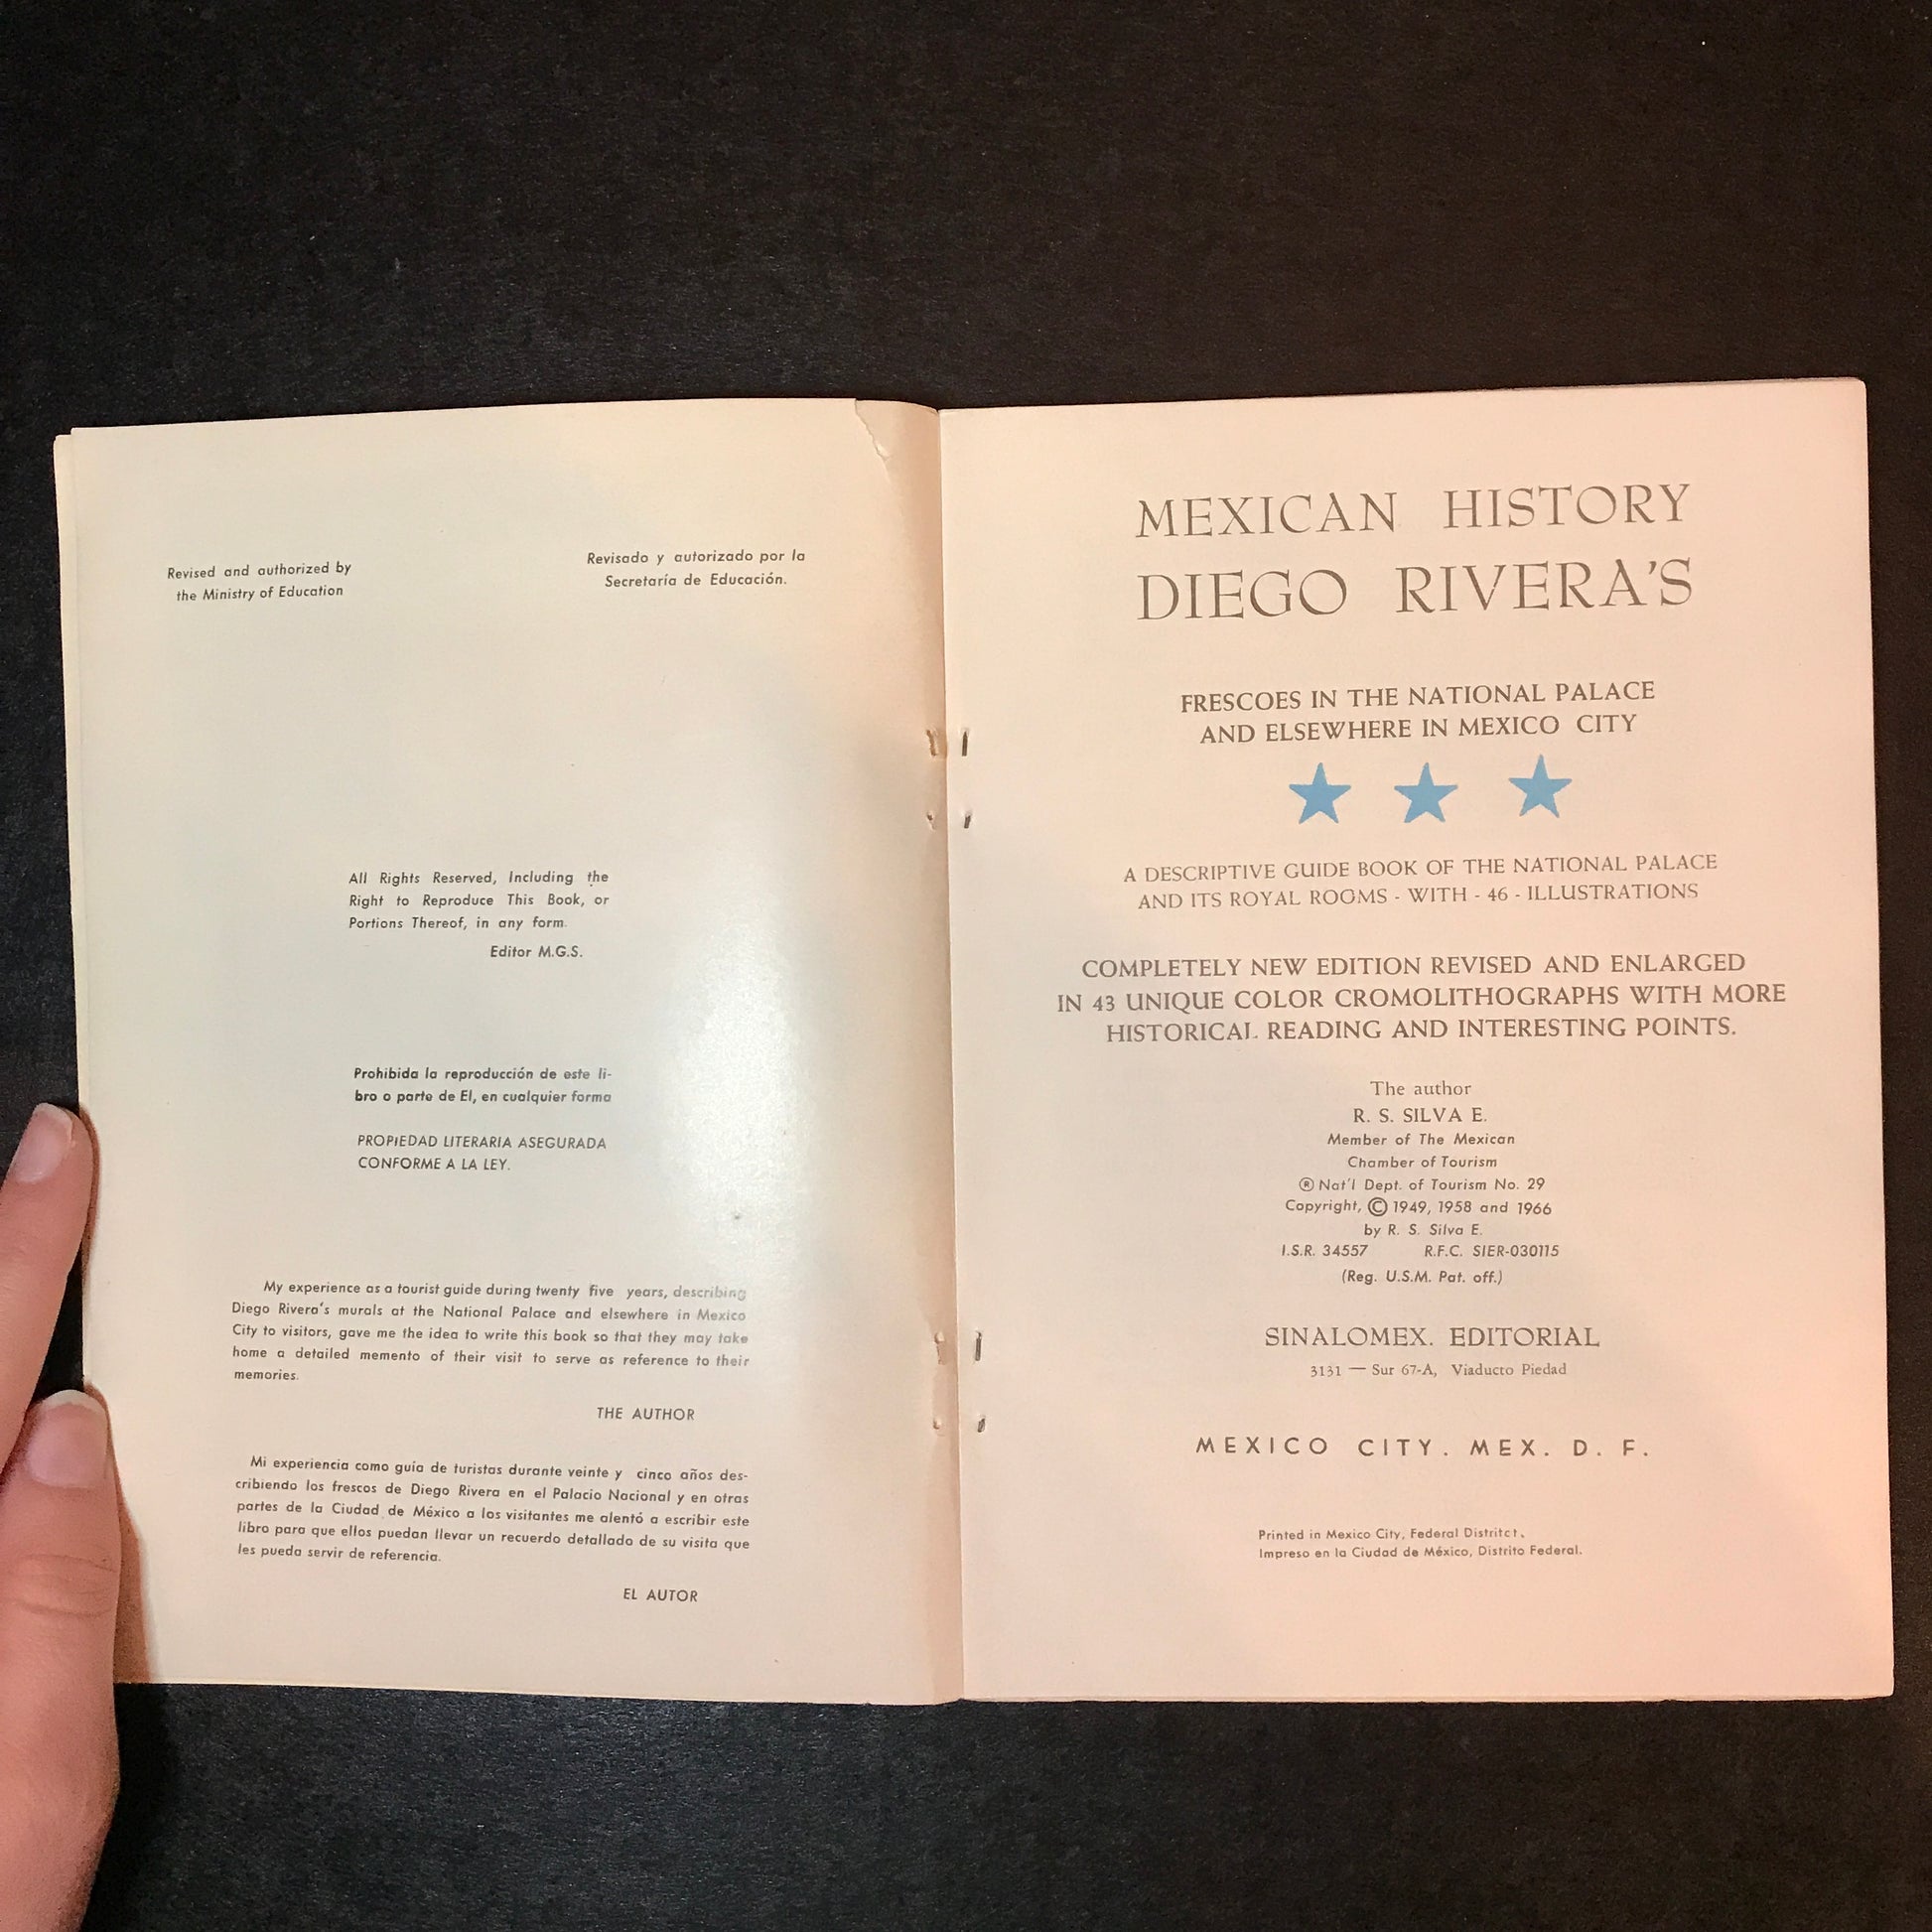 Revised and authorized by
the Ministry of Education
Revisado y autorizado por la
Secretaría de Educación.
All Rights Reserved, Including the
Right to Reproduce This Book, or
Portions Thereof, in any form.
Editor M.G.S.
Prohibida la reproducción de este li-
bro o parte de El, en cualquier forma
PROPIEDAD LITERARIA ASEGURADA
CONFORME A LA LEY.
My experience as a tourist guide during twenty five years, describing
Diego Rivera's murals at the National Palace and elsewhere in Mexico
City to visitors, gave me the idea to write this book so that they may take
home a detailed memento of their visit to serve as reference to their
memories.
THE AUTHOR
Mi experiencia como guía de turistas durante veinte y cinco años des-
cribiendo los frescos de Diego Rivera en el Palacio Nacional y en otras
partes de la Ciudad de México a los visitantes me alentó a escribir este
libro para que ellos puedan llevar un recuerdo detallado de su visita que
les pueda servir de referencia.
EL AUTOR
MEXICAN HISTORY
DIEGO RIVERA'S
FRESCOES IN THE NATIONAL PALACE
AND ELSEWHERE IN MEXICO CITY
A DESCRIPTIVE GUIDE BOOK OF THE NATIONAL PALACE
AND ITS ROYAL ROOMS - WITH - 46 - ILLUSTRATIONS
COMPLETELY NEW EDITION REVISED AND ENLARGED
IN 43 UNIQUE COLOR CROMOLITHOGRAPHS WITH MORE
HISTORICAL READING AND INTERESTING POINTS.
The author
R. S. SILVA E.
Member of The Mexican
Chamber of Tourism
® Nat'l Dept. of Tourism No. 29
Copyright, © 1949, 1958 and 1966
by R. S. Silva E.
I.S.R. 34557 R.F.C. SIER-030115
(Reg. U.S.M. Pat. off.)
SINALOMEX. EDITORIAL
3131 — Sur 67-A, Viaducto Piedad
MEXICO CITY. MEX. D. F.
Printed in Mexico City, Federal Distritct.
Impreso en la Ciudad de México, Distrito Federal.